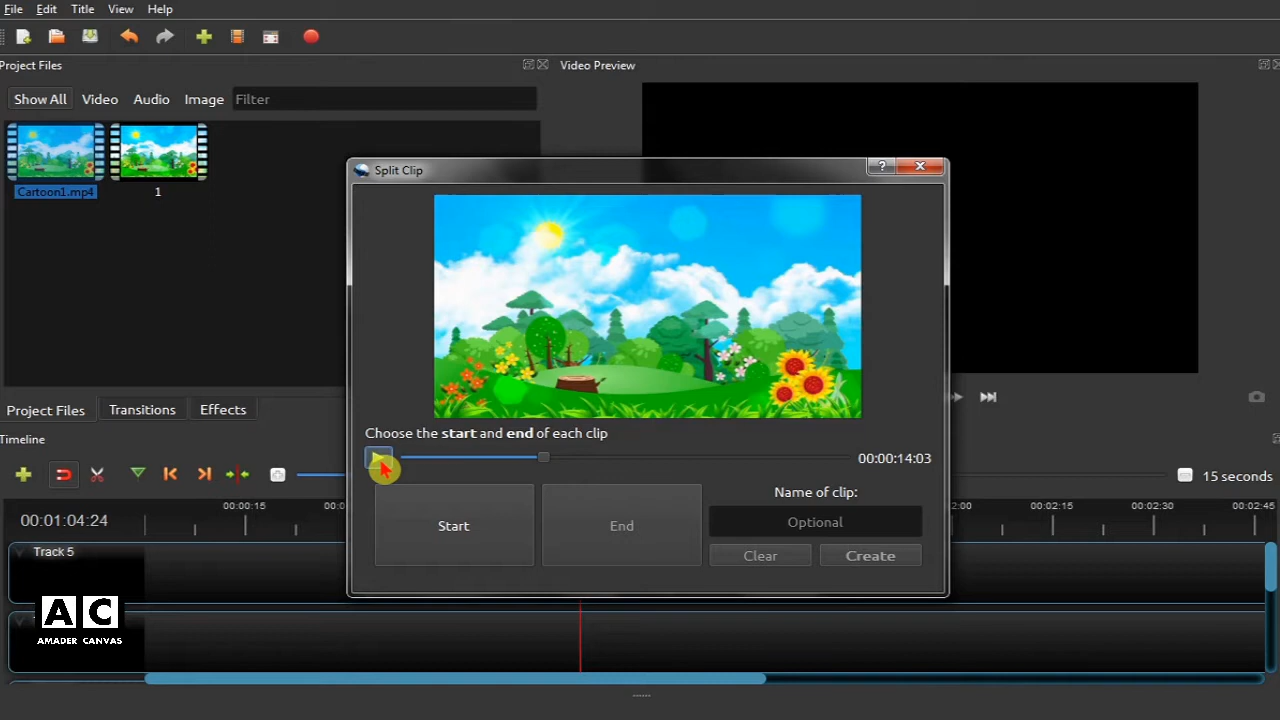 File Edit Title View Help
Project Files
Video Preview
Show All Video Audio Image Filter
Cartoon1.mp4
1
Split Clip
?
Choose the start and end of each clip
00:00:14:03
Start
End
Name of clip:
Optional
Clear
Create
Project Files Transitions Effects
Timeline
15 seconds
00:01:04:24
00:00:15
2:00
00:02:15
00:02:30
00:02:45
Track 5
AC
AMADER CANVAS